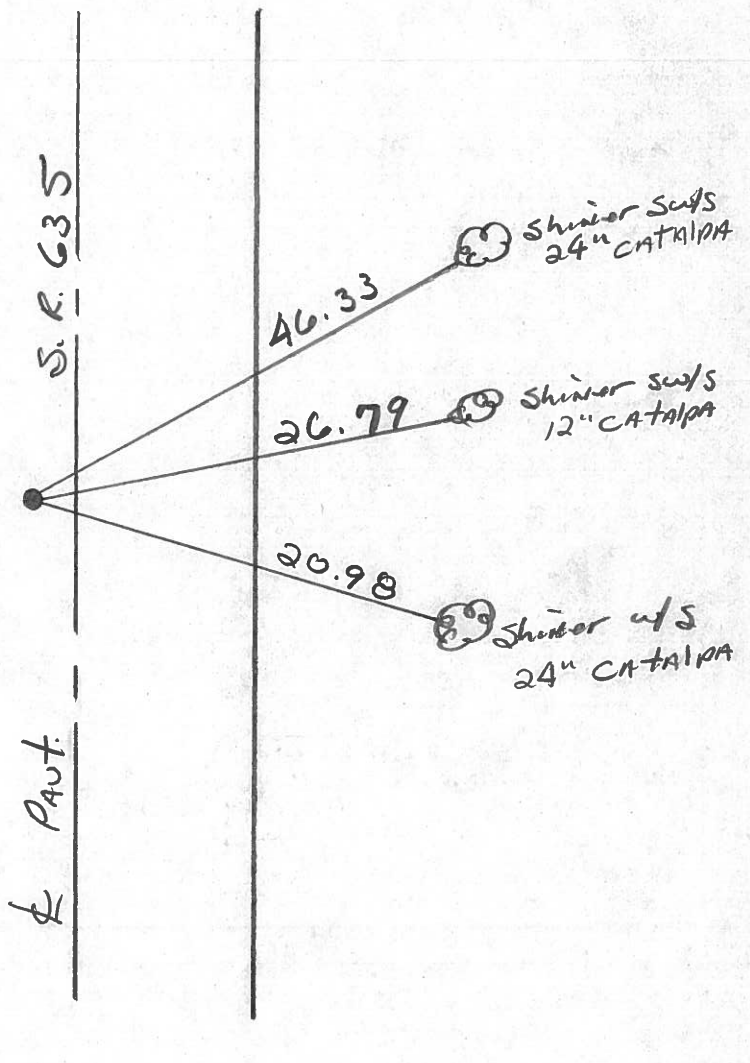 S. R. 635
46.33
shiner sw/s
24" CATAlPA
26.79
shiner sw/s
12" CATAlpA
20.98
shiner w/s
24" CATAlPA
℄ PAvt.